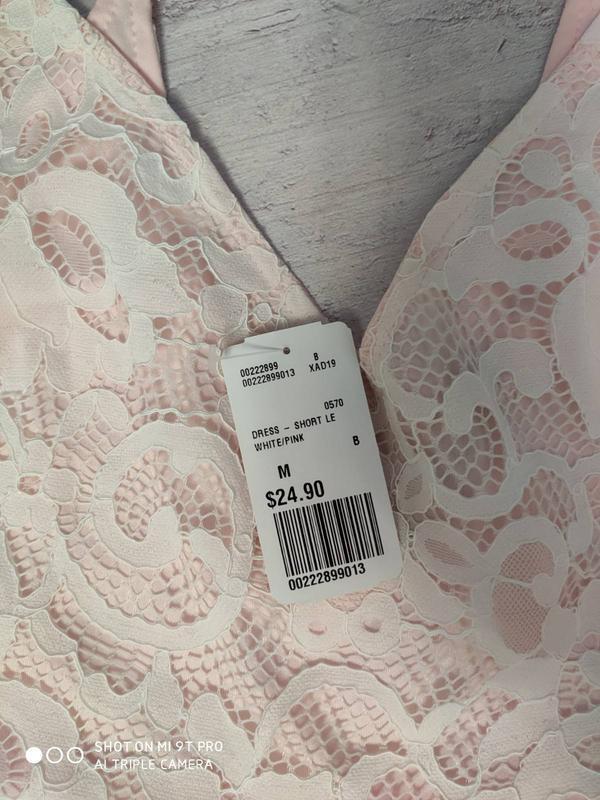 00222899 B
00222899013 XAD19
0570
DRESS - SHORT LE
WHITE/PINK B
M
$24.90
00222899013
SHOT ON MI 9T PRO
AI TRIPLE CAMERA